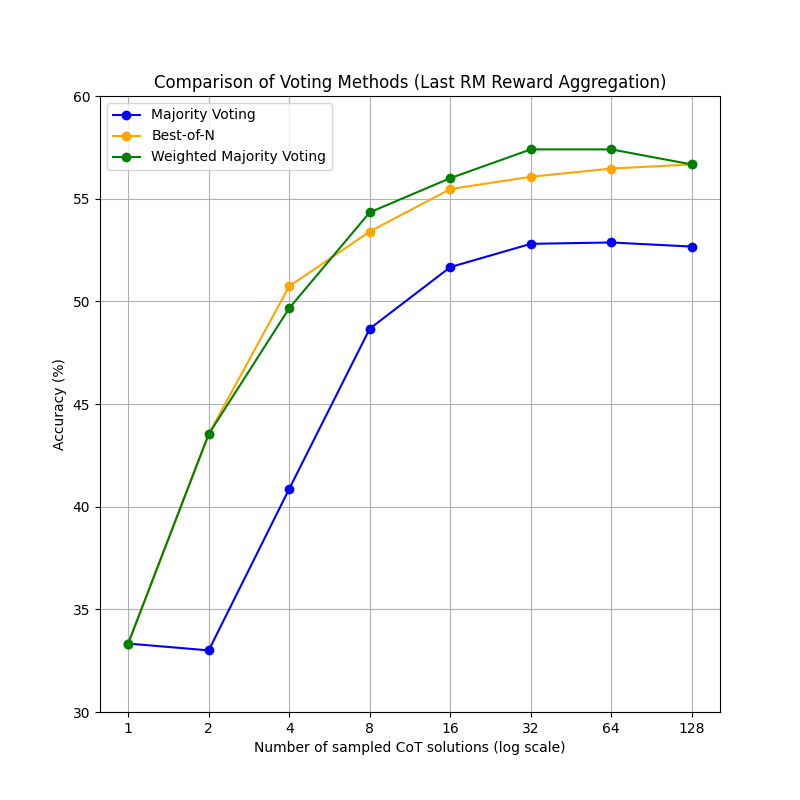 Comparison of Voting Methods (Last RM Reward Aggregation)
Majority Voting
Best-of-N
Weighted Majority Voting
Accuracy (%)
60
55
50
45
40
35
30
1 2 4 8 16 32 64 128
Number of sampled CoT solutions (log scale)